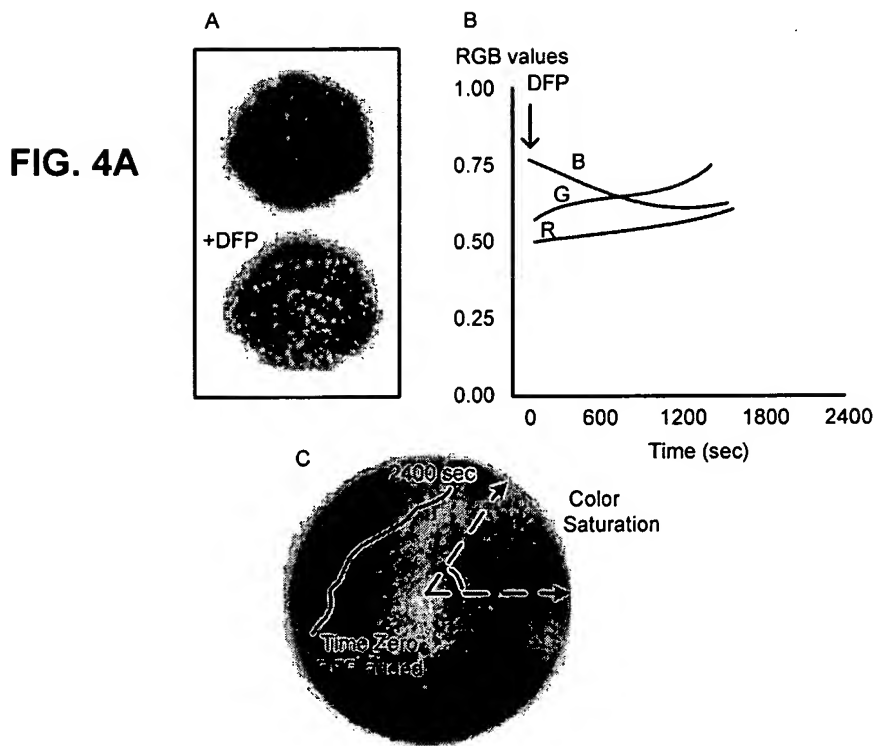 FIG. 4A
A
+DFP
B
RGB values
DFP
1.00
0.75
0.50
0.25
0.00
B
G
R
0 600 1200 1800 2400
Time (sec)
C
2400 sec
Color
Saturation
Time Zero